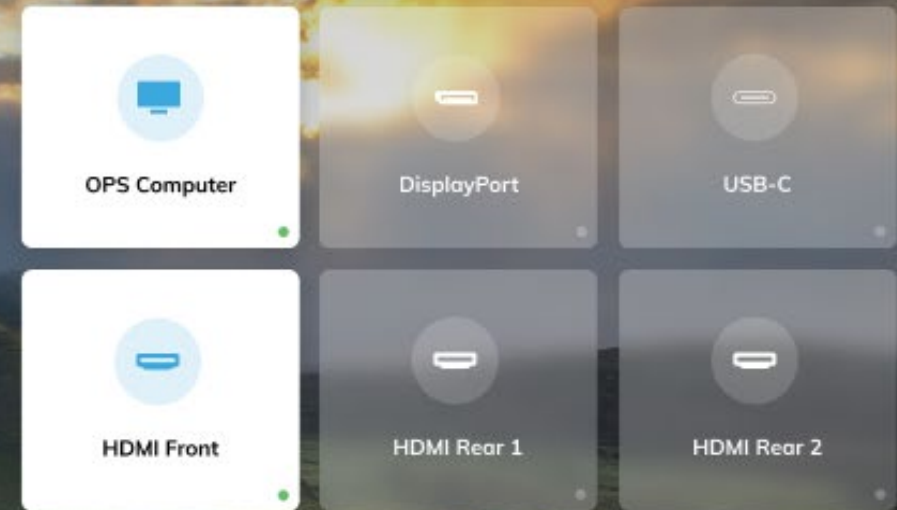 OPS Computer
DisplayPort
USB-C
HDMI Front
HDMI Rear 1
HDMI Rear 2